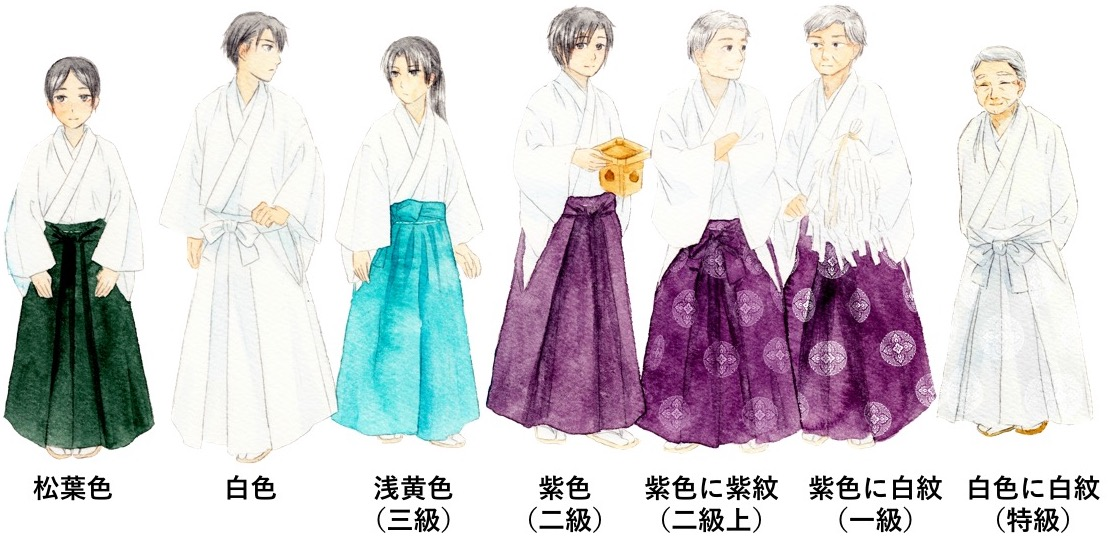 松葉色
白色
浅黄色
（三級）
紫色
（二級）
紫色に紫紋
（二級上）
紫色に白紋
（一級）
白色に白紋
（特級）